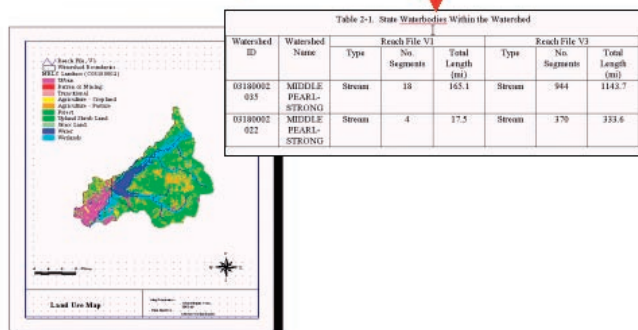 Table 2-1. State Waterbodies Within the Watershed
Watershed ID Watershed Name Reach File V1 Reach File V3
Type No. Segments Total Length (mi) Type No. Segments Total Length (mi)
03180002 035 MIDDLE PEARL-STRONG Stream 18 165.1 Stream 944 1143.7
03180002 022 MIDDLE PEARL-STRONG Stream 4 17.5 Stream 370 333.6
Reach File, V3
Watershed Boundaries
Urban
Barren or Mining
Transitional
Agriculture - Cropland
Agriculture - Pasture
Forest
Upland Shrub Land
Water
Wetlands
Land Use Map